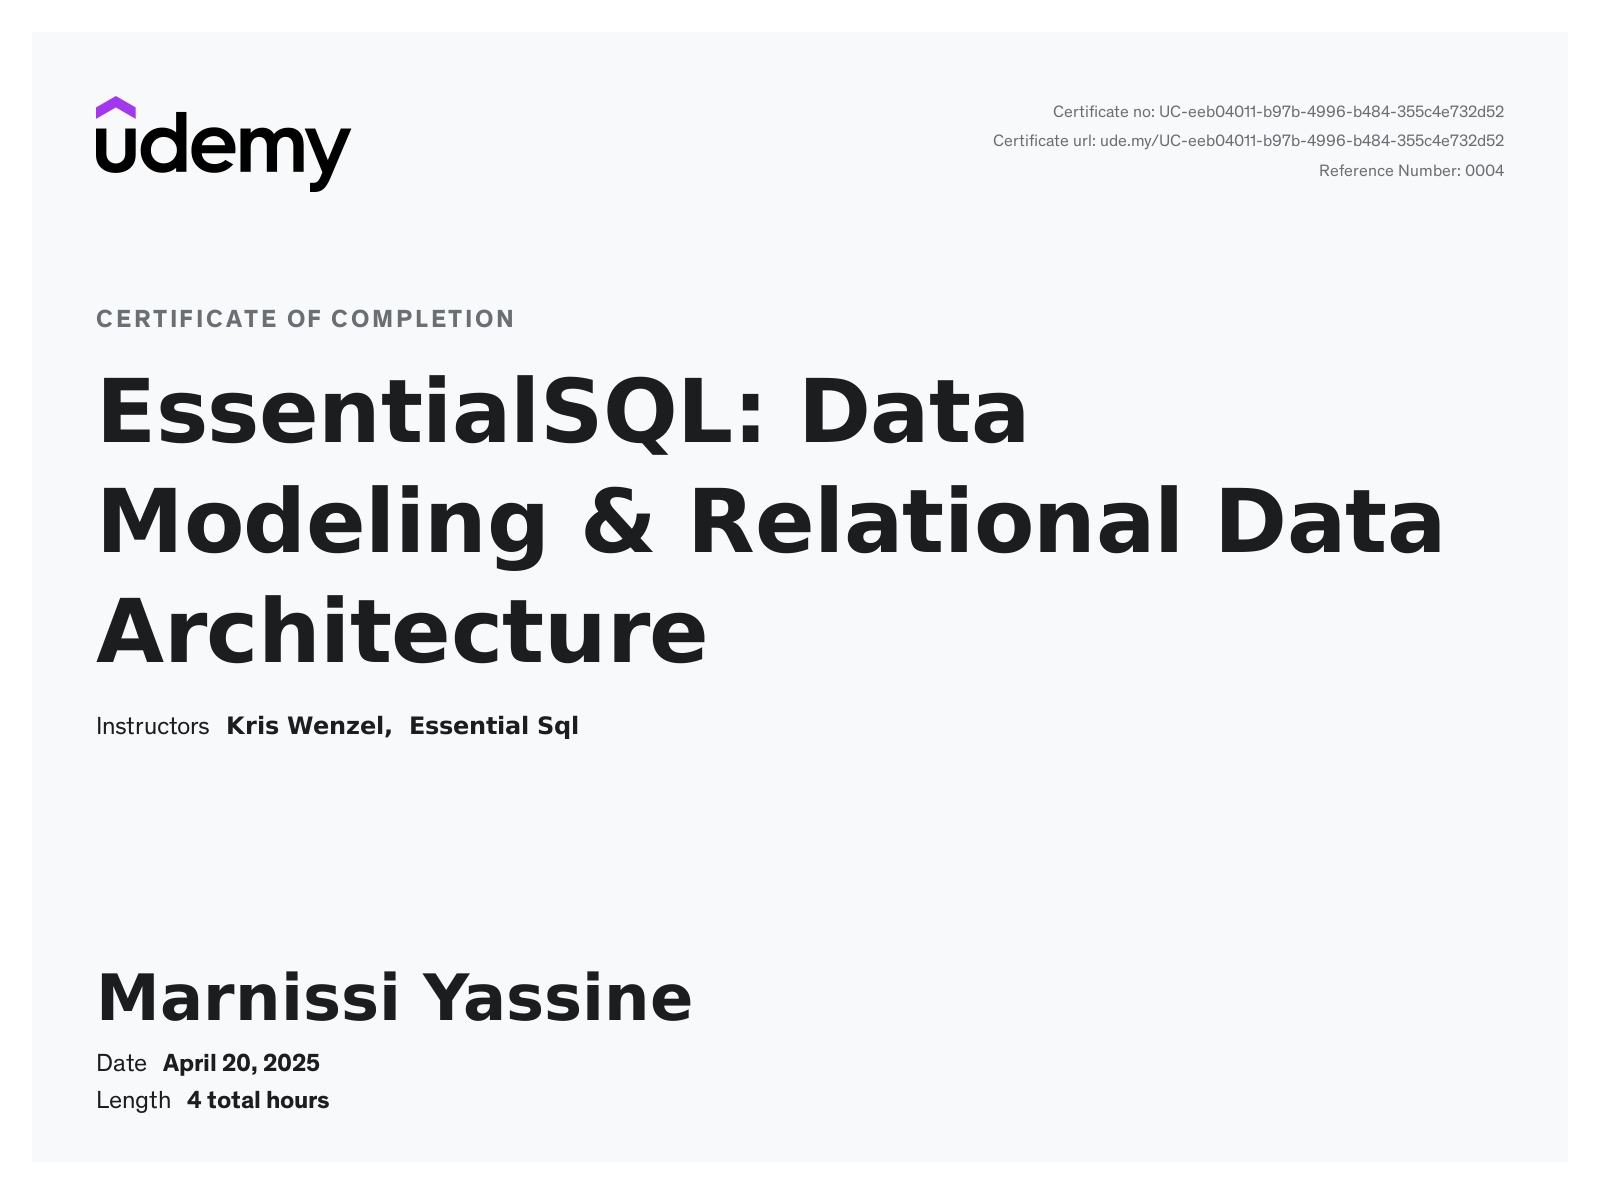 udemy
Certificate no: UC-eeb04011-b97b-4996-b484-355c4e732d52
Certificate url: ude.my/UC-eeb04011-b97b-4996-b484-355c4e732d52
Reference Number: 0004
CERTIFICATE OF COMPLETION
EssentialSQL: Data
Modeling & Relational Data
Architecture
Instructors Kris Wenzel, Essential Sql
Marnissi Yassine
Date April 20, 2025
Length 4 total hours